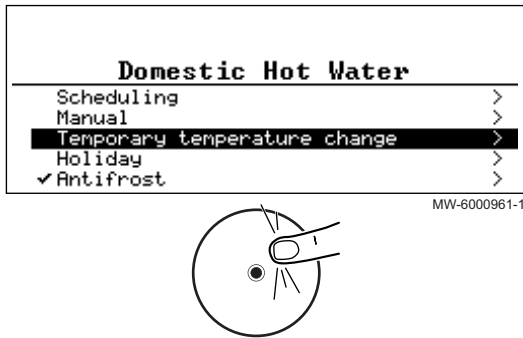 Domestic Hot Water
Scheduling >
Manual >
Temporary temperature change >
Holiday >
✓Antifrost >
MW-6000961-1